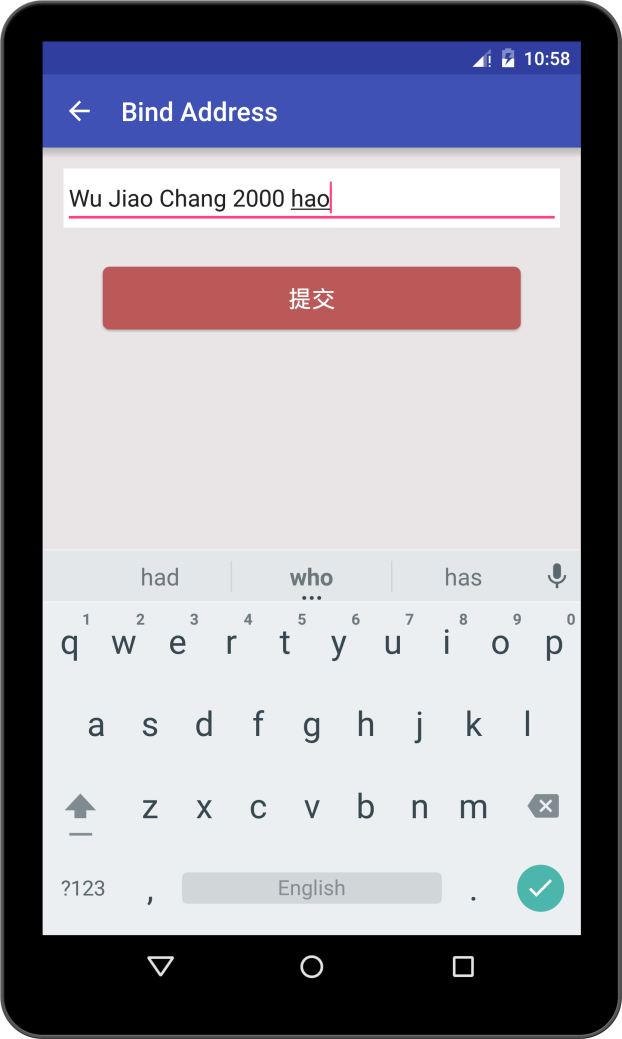 10:58
Bind Address
Wu Jiao Chang 2000 hao
提交
had who has
q 1 w 2 e 3 r 4 t 5 y 6 u 7 i 8 o 9 p 0
a s d f g h j k l
z x c v b n m
?123 , English .